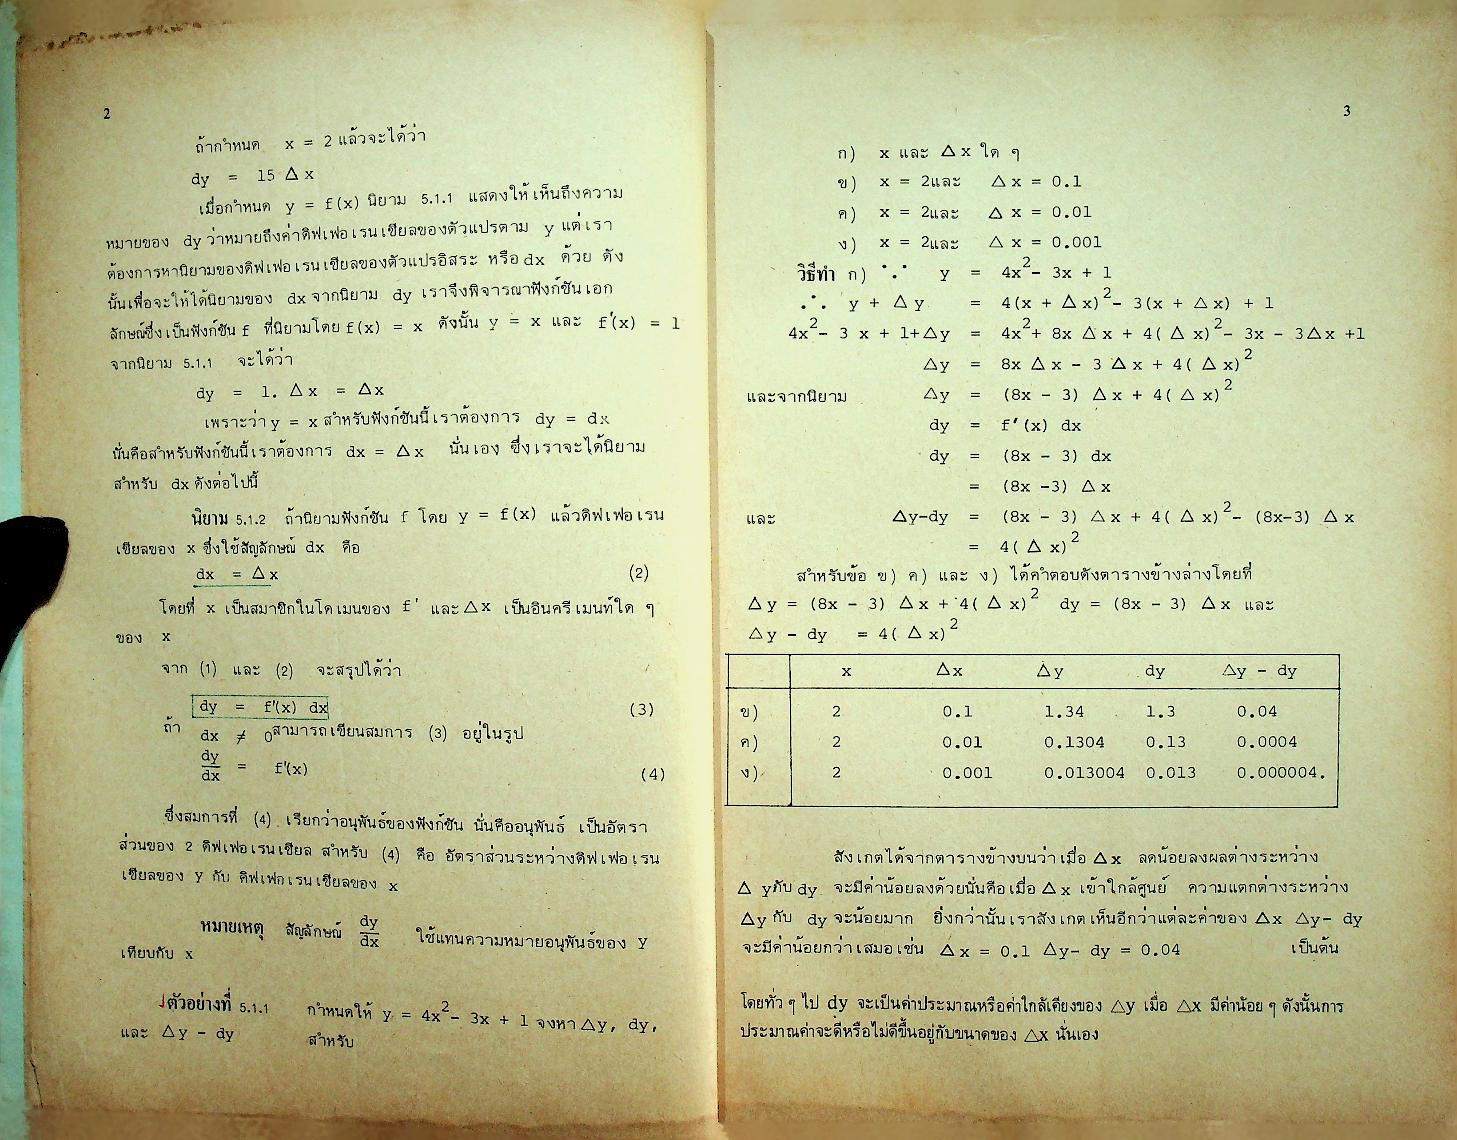 2
ถ้ากำหนด x = 2 แล้วจะได้ว่า
dy = 15 Δ x
เมื่อกำหนด y = f(x) นิยาม 5.1.1 แสดงให้เห็นถึงความ
หมายของ dy ว่าหมายถึงค่าดิฟเฟอเรนเชียลของตัวแปรตาม y แต่เรา
ต้องการหานิยามของดิฟเฟอเรนเชียลของตัวแปรอิสระ หรือ dx ด้วย ดัง
นั้นเพื่อจะให้ได้นิยามของ dx จากนิยาม dy เราจึงพิจารณาฟังก์ชันเอก
ลักษณ์ซึ่งเป็นฟังก์ชัน f ที่นิยามโดย f(x) = x ดังนั้น y = x และ f'(x) = 1
จากนิยาม 5.1.1 จะได้ว่า
dy = 1. Δx = Δx
เพราะว่า y = x สำหรับฟังก์ชันนี้เราต้องการ dy = dx
นั่นคือสำหรับฟังก์ชันนี้เราต้องการ dx = Δx นั่นเอง ซึ่งเราจะได้นิยาม
สำหรับ dx ดังต่อไปนี้
นิยาม 5.1.2 ถ้านิยามฟังก์ชัน f โดย y = f(x) แล้วดิฟเฟอเรน
เชียลของ x ซึ่งใช้สัญลักษณ์ dx คือ
dx = Δx (2)
โดยที่ x เป็นสมาชิกในโดเมนของ f' และ Δx เป็นอินครีเมนท์ใด ๆ
ของ x
จาก (1) และ (2) จะสรุปได้ว่า
dy = f'(x) dx (3)
ถ้า dx ≠ 0 สามารถเขียนสมการ (3) อยู่ในรูป
dy/dx = f'(x) (4)
ซึ่งสมการที่ (4) เรียกว่าอนุพันธ์ของฟังก์ชัน นั่นคืออนุพันธ์ เป็นอัตรา
ส่วนของ 2 ดิฟเฟอเรนเชียล สำหรับ (4) คือ อัตราส่วนระหว่างดิฟเฟอเรน
เชียลของ y กับ ดิฟเฟอเรนเชียลของ x
หมายเหตุ สัญลักษณ์ dy/dx ใช้แทนความหมายอนุพันธ์ของ y
เทียบกับ x
ตัวอย่างที่ 5.1.1 กำหนดให้ y = 4x² - 3x + 1 จงหา Δy, dy,
และ Δy - dy สำหรับ
3
ก) x และ Δx ใด ๆ
ข) x = 2และ Δx = 0.1
ค) x = 2และ Δx = 0.01
ง) x = 2และ Δx = 0.001
วิธีทำ ก) ∵ y = 4x² - 3x + 1
∴ y + Δy = 4(x + Δx)² - 3(x + Δx) + 1
4x² - 3x + 1+Δy = 4x² + 8x Δx + 4(Δx)² - 3x - 3Δx +1
Δy = 8x Δx - 3 Δx + 4(Δx)²
และจากนิยาม Δy = (8x - 3) Δx + 4(Δx)²
dy = f'(x) dx
dy = (8x - 3) dx
= (8x -3) Δx
และ Δy-dy = (8x - 3) Δx + 4(Δx)² - (8x-3) Δx
= 4(Δx)²
สำหรับข้อ ข) ค) และ ง) ได้คำตอบดังตารางข้างล่างโดยที่
Δy = (8x - 3) Δx + 4(Δx)² dy = (8x - 3) Δx และ
Δy - dy = 4(Δx)²
x Δx Δy dy Δy - dy
ข) 2 0.1 1.34 1.3 0.04
ค) 2 0.01 0.1304 0.13 0.0004
ง) 2 0.001 0.013004 0.013 0.000004.
สังเกตได้จากตารางข้างบนว่าเมื่อ Δx ลดน้อยลงผลต่างระหว่าง
Δ yกับ dy จะมีค่าน้อยลงด้วยนั่นคือเมื่อ Δx เข้าใกล้ศูนย์ ความแตกต่างระหว่าง
Δy กับ dy จะน้อยมาก ยิ่งกว่านั้นเราสังเกตเห็นอีกว่าแต่ละค่าของ Δx Δy- dy
จะมีค่าน้อยกว่าเสมอเช่น Δx = 0.1 Δy- dy = 0.04 เป็นต้น
โดยทั่ว ๆ ไป dy จะเป็นค่าประมาณหรือค่าใกล้เคียงของ Δy เมื่อ Δx มีค่าน้อย ๆ ดังนั้นการ
ประมาณค่าจะดีหรือไม่ดีขึ้นอยู่กับขนาดของ Δx นั่นเอง